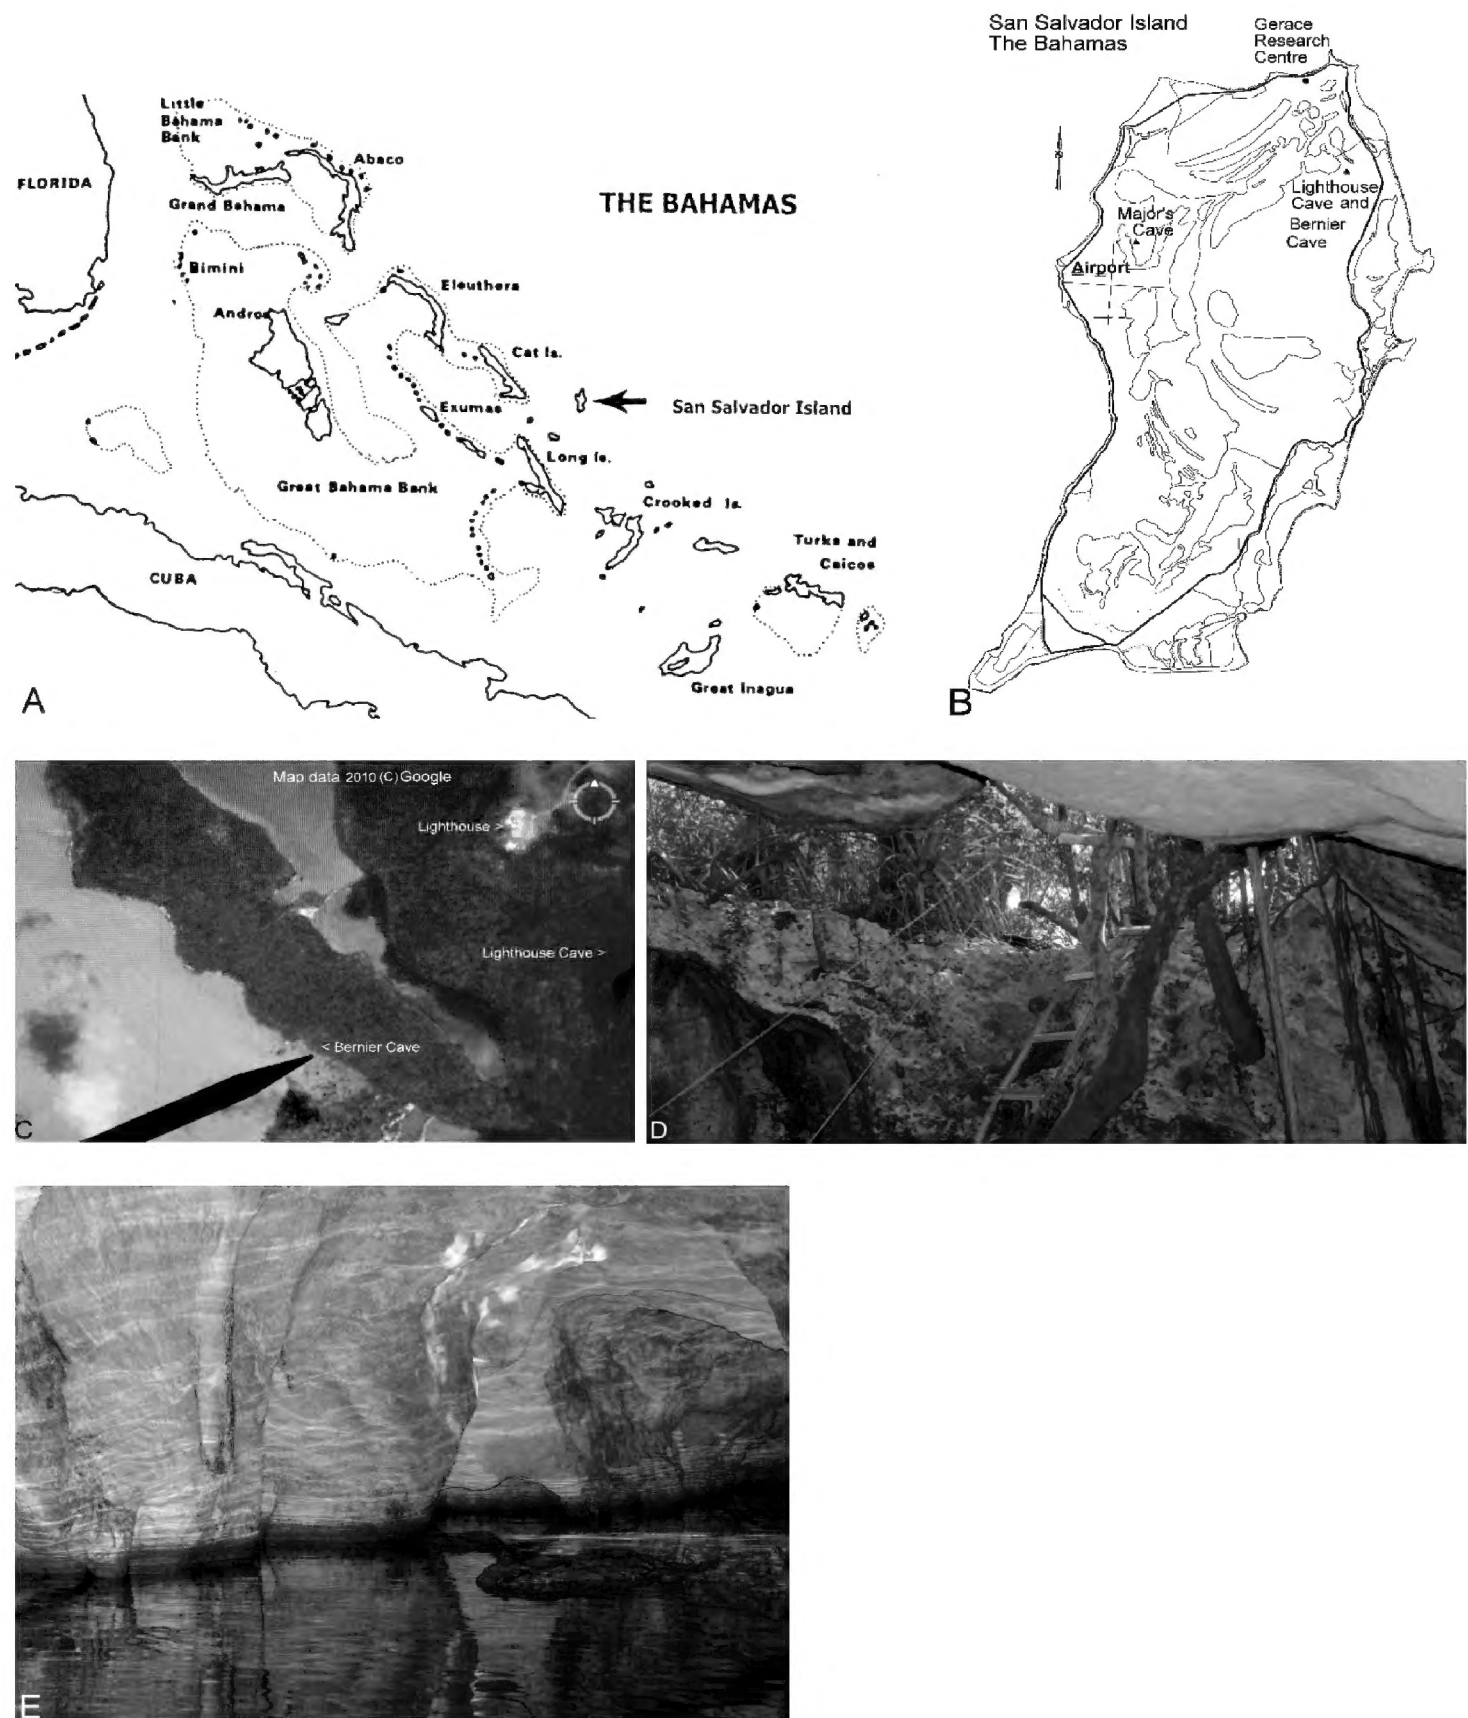 San Salvador Island
The Bahamas
Gerace
Research
Centre
Little
Bahama
Bank
Abaco
FLORIDA
Grand Bahama
THE BAHAMAS
Lighthouse
Cave and
Bernier
Cave
Major's
Cave
Airport
Bimini
Eleuthera
Andros
Cat Is.
Exumas
San Salvador Island
Long Is.
Great Bahama Bank
Crooked Is.
Turks and
Caicos
CUBA
Great Inagua
A
B
Map data 2010 (C) Google
Lighthouse >
Lighthouse Cave >
< Bernier Cave
C
D
E